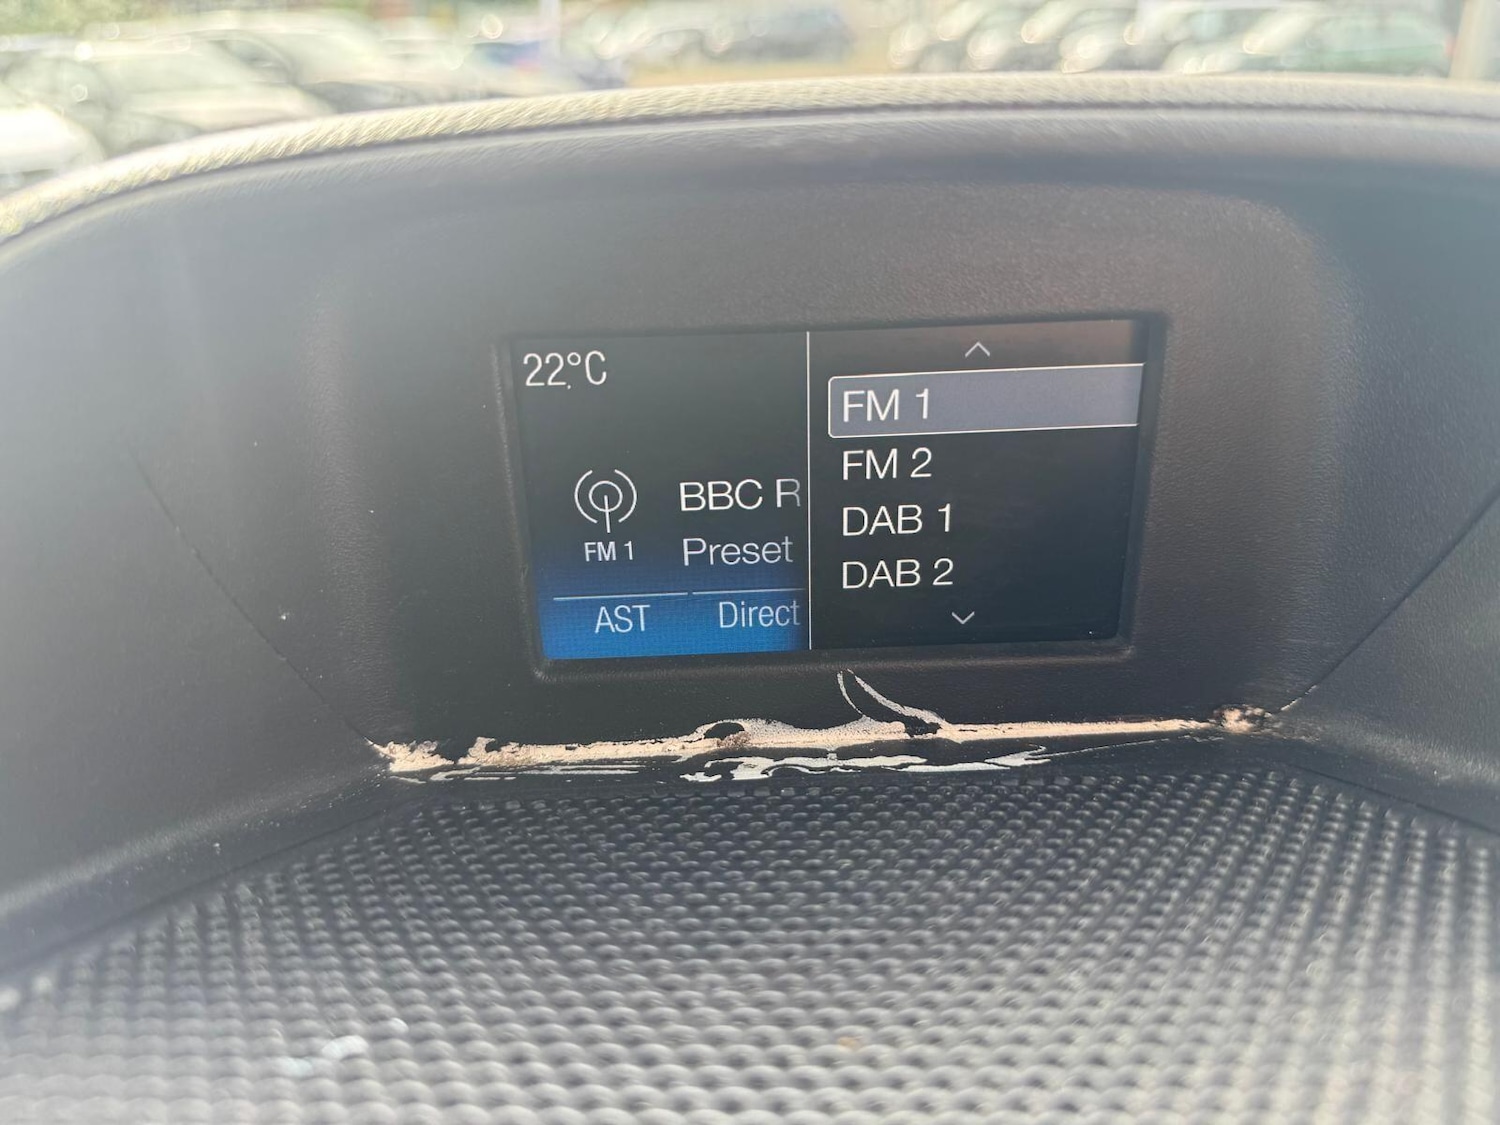 22°C
BBC R
FM 1
Preset
AST
Direct
FM 1
FM 2
DAB 1
DAB 2